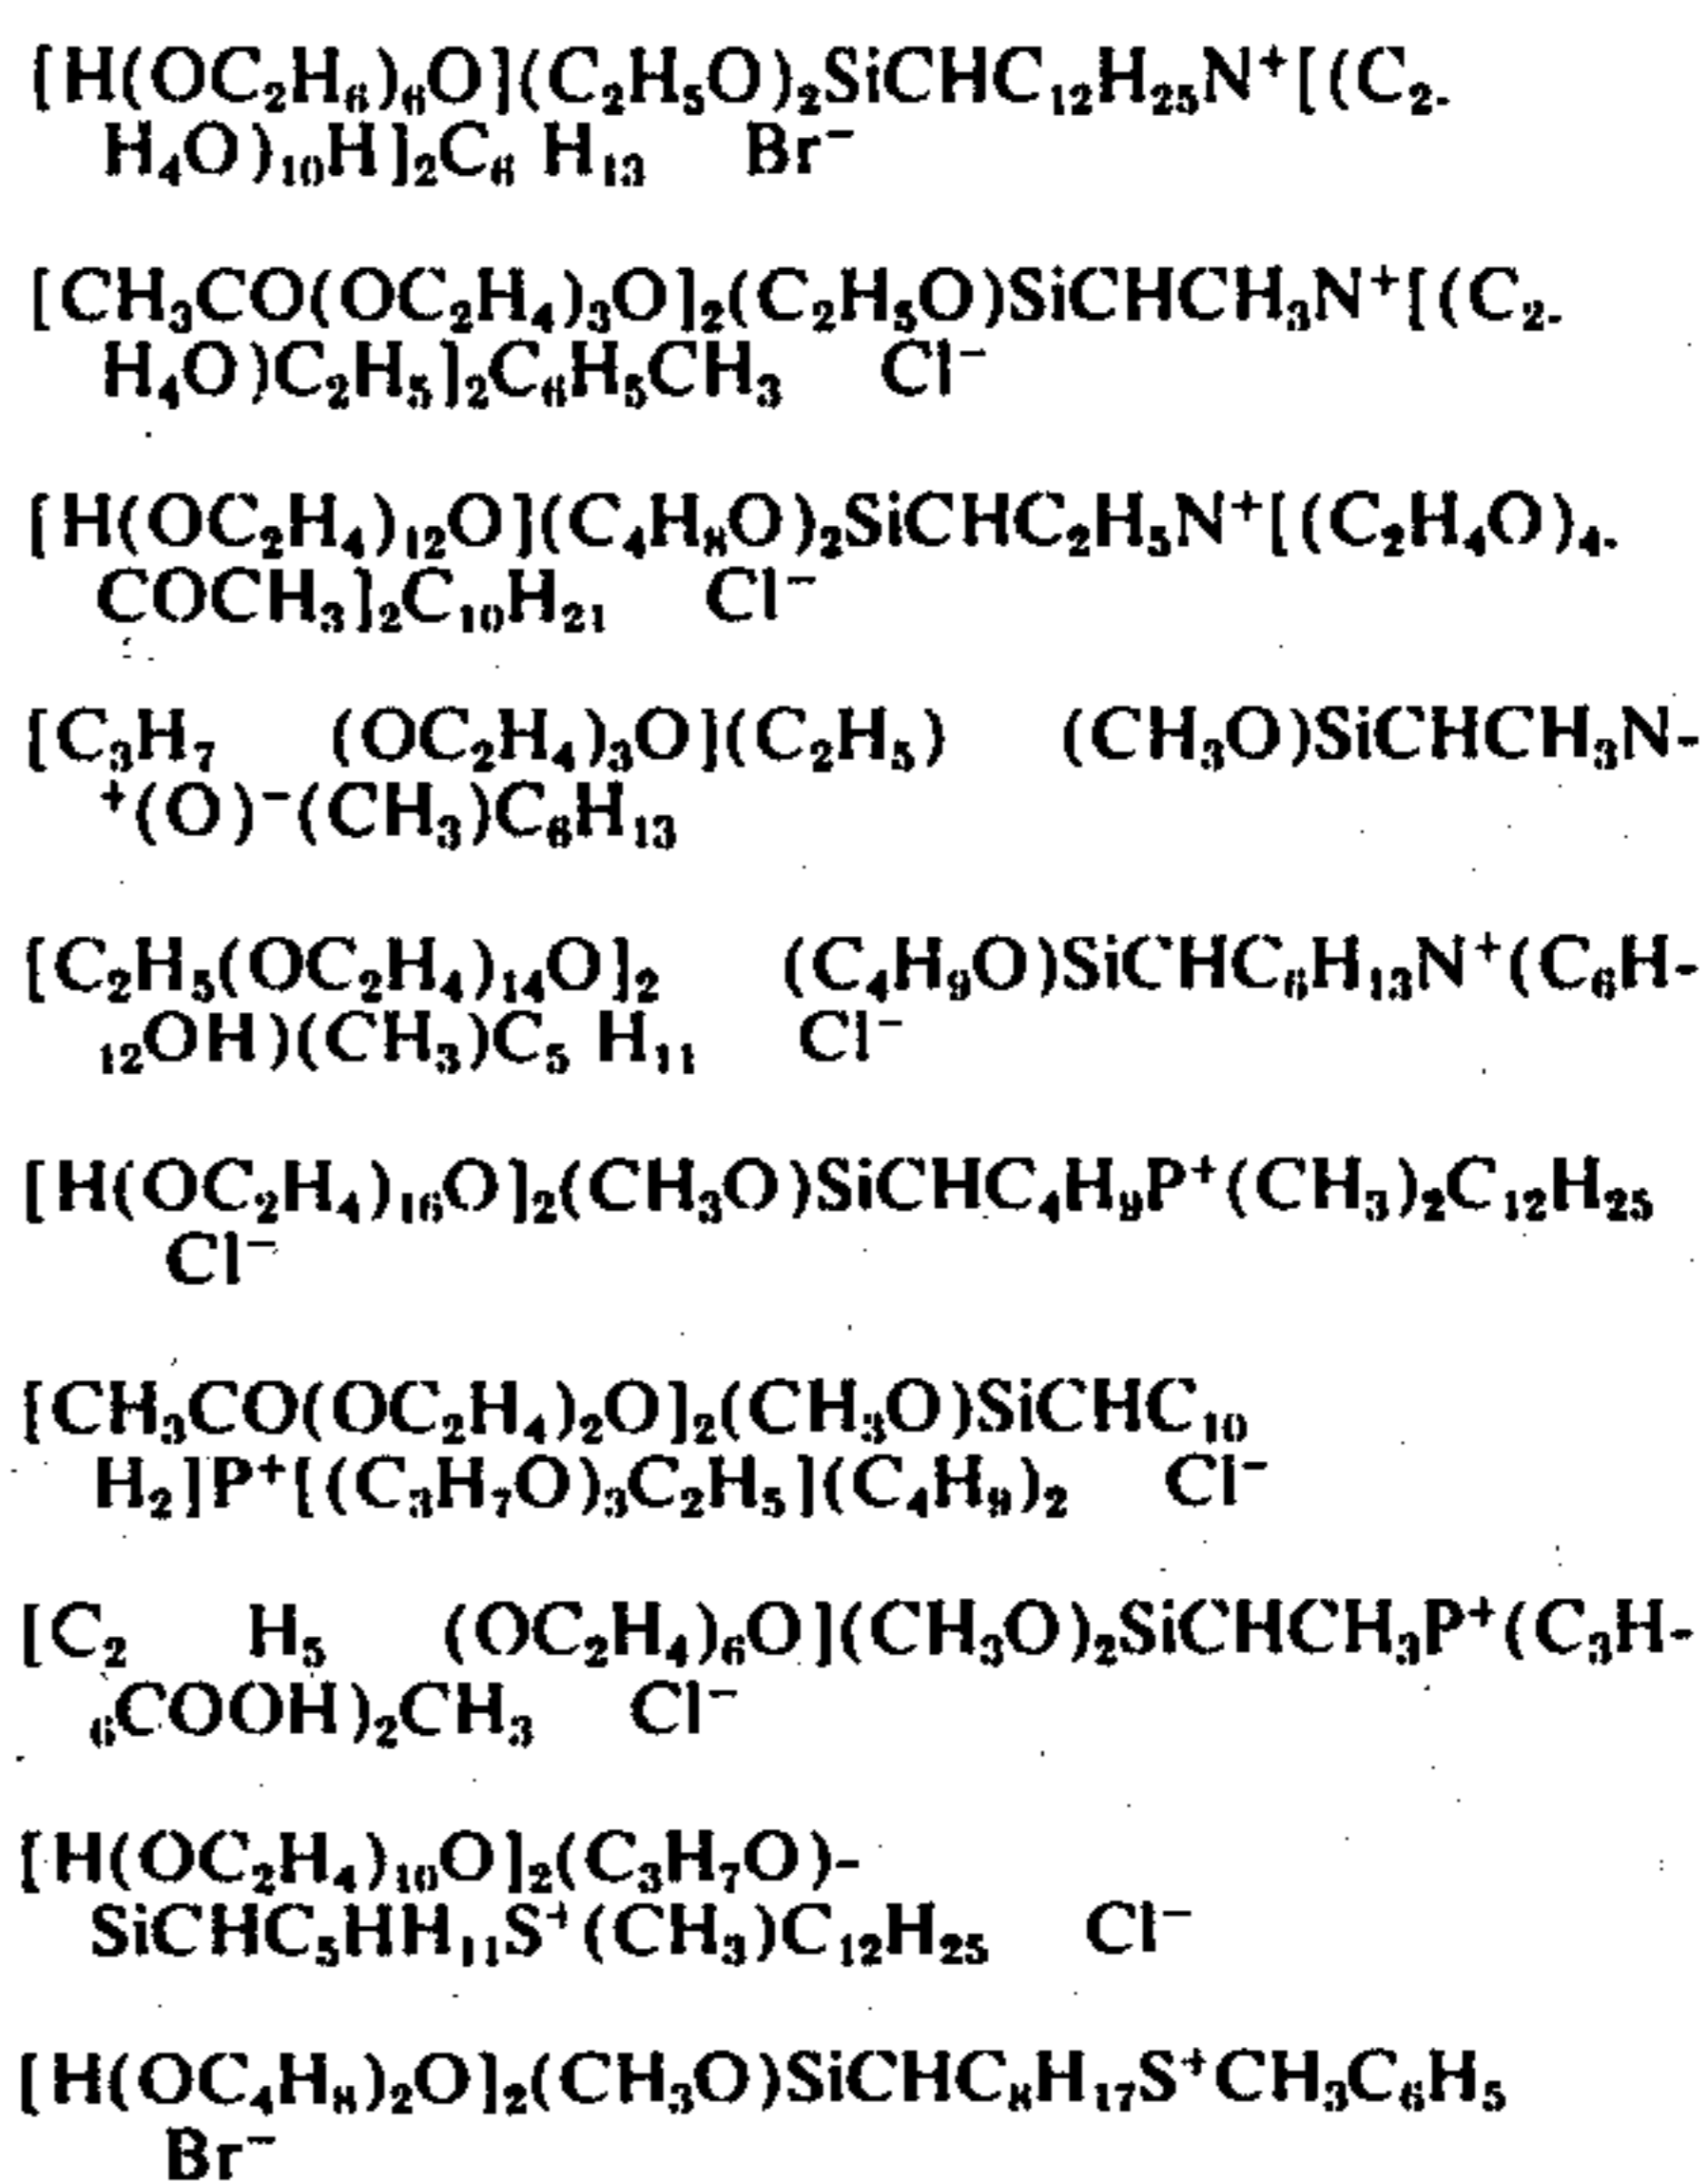 [H(OC₂H₆)₆O](C₂H₅O)₂SiCHC₁₂H₂₅N⁺[(C₂-
H₄O)₁₀H]₂C₆ H₁₃ Br⁻
[CH₃CO(OC₂H₄)₃O]₂(C₂H₅O)SiCHCH₃N⁺[(C₂-
H₄O)C₂H₅]₂C₆H₅CH₃ Cl⁻
[H(OC₂H₄)₁₂O](C₄H₈O)₂SiCHC₂H₅N⁺[(C₂H₄O)₄-
COCH₃]₂C₁₀H₂₁ Cl⁻
[C₃H₇ (OC₂H₄)₃O](C₂H₅) (CH₃O)SiCHCH₃N-
⁺(O)⁻(CH₃)C₆H₁₃
[C₂H₅(OC₂H₄)₁₄O]₂ (C₄H₉O)SiCHC₆H₁₃N⁺(C₆H-
₁₂OH)(CH₃)C₅ H₁₁ Cl⁻
[H(OC₂H₄)₁₆O]₂(CH₃O)SiCHC₄H₉P⁺(CH₃)₂C₁₂H₂₅
Cl⁻
[CH₃CO(OC₂H₄)₂O]₂(CH₃O)SiCHC₁₀
H₂]P⁺[(C₃H₇O)₃C₂H₅](C₄H₉)₂ Cl⁻
[C₂ H₅ (OC₂H₄)₆O](CH₃O)₂SiCHCH₃P⁺(C₃H-
₆COOH)₂CH₃ Cl⁻
[H(OC₂H₄)₁₀O]₂(C₃H₇O)-
SiCHC₅HH₁₁S⁺(CH₃)C₁₂H₂₅ Cl⁻
[H(OC₄H₈)₂O]₂(CH₃O)SiCHC₈H₁₇S⁺CH₃C₆H₅
Br⁻